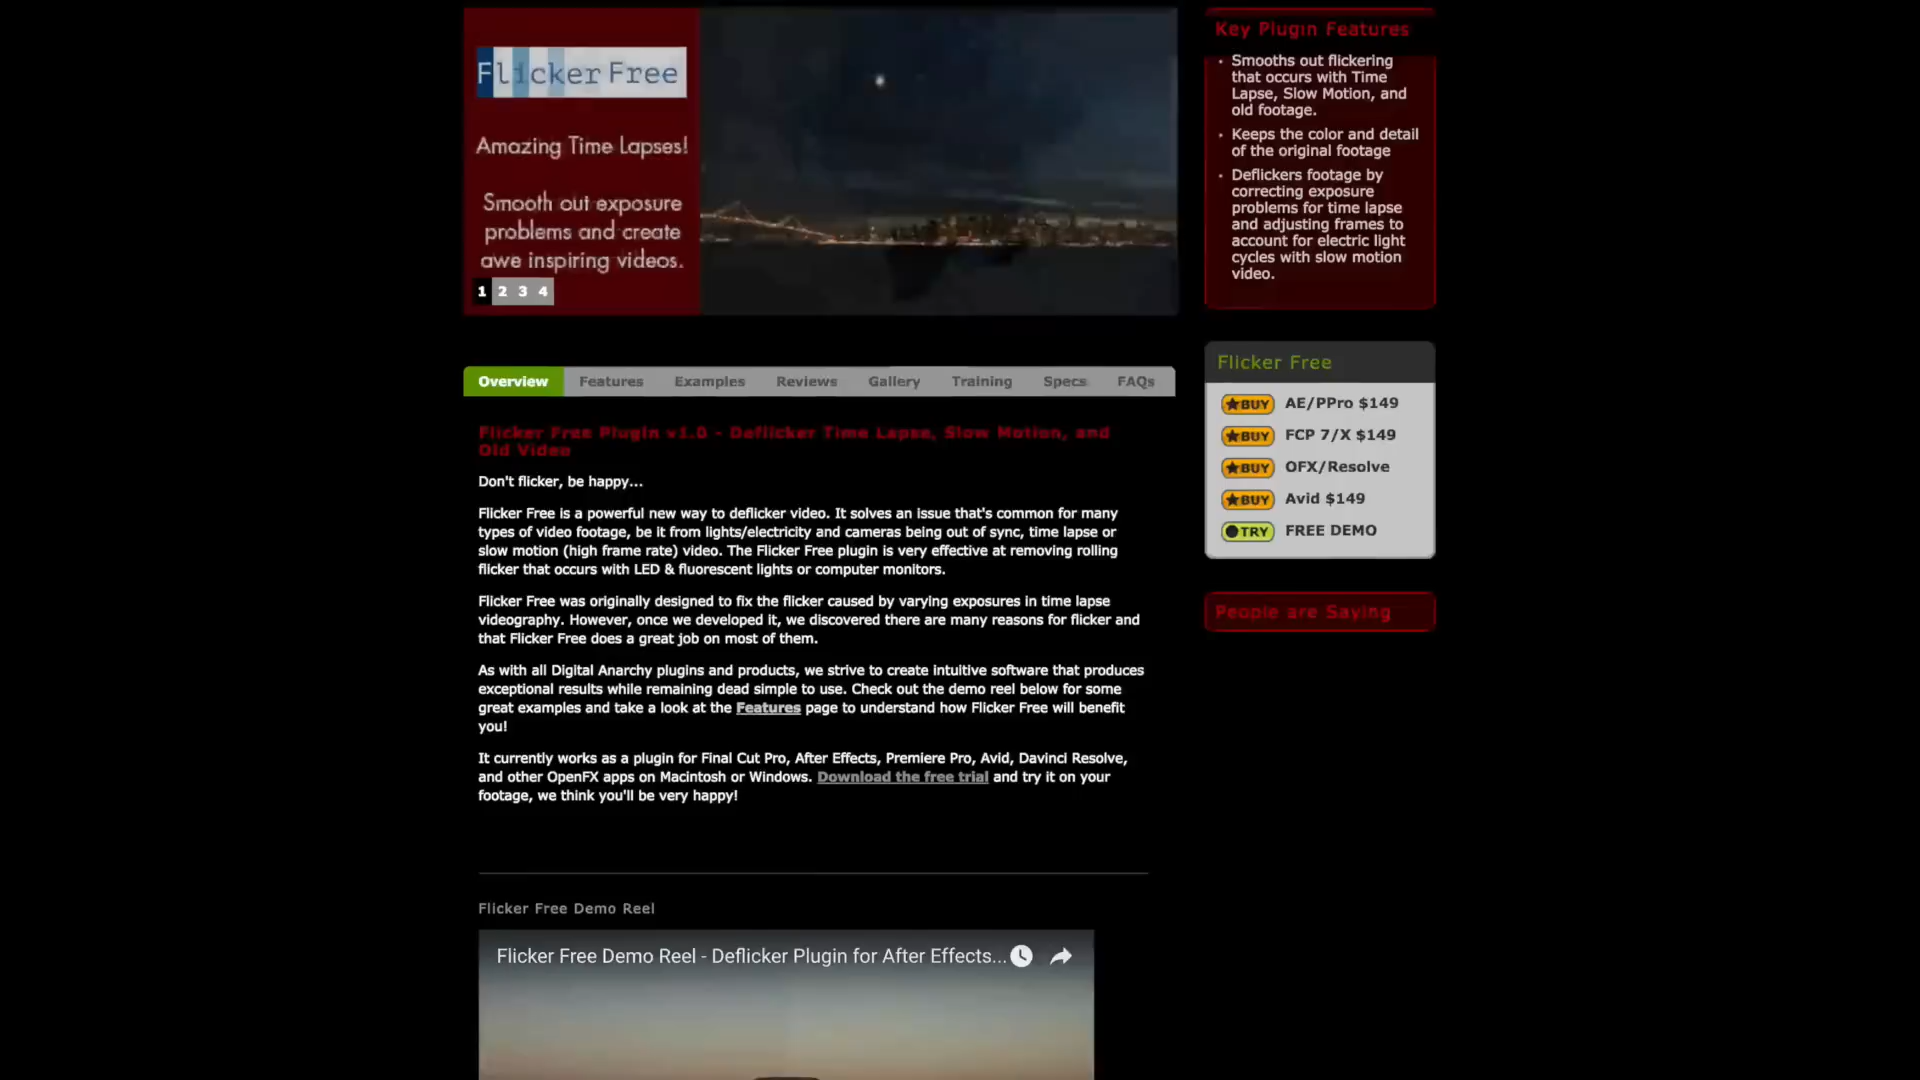 Flicker Free
Amazing Time Lapses!
Smooth out exposure
problems and create
awe inspiring videos.
1 2 3 4
Key Plugin Features
• Smooths out flickering
that occurs with Time
Lapse, Slow Motion, and
old footage.
• Keeps the color and detail
of the original footage
• Deflickers footage by
correcting exposure
problems for time lapse
and adjusting frames to
account for electric light
cycles with slow motion
video.
Overview Features Examples Reviews Gallery Training Specs FAQs
Flicker Free Plugin v1.0 - Deflicker Time Lapse, Slow Motion, and
Old Video
Don't flicker, be happy...
Flicker Free is a powerful new way to deflicker video. It solves an issue that's common for many
types of video footage, be it from lights/electricity and cameras being out of sync, time lapse or
slow motion (high frame rate) video. The Flicker Free plugin is very effective at removing rolling
flicker that occurs with LED & fluorescent lights or computer monitors.
Flicker Free was originally designed to fix the flicker caused by varying exposures in time lapse
videography. However, once we developed it, we discovered there are many reasons for flicker and
that Flicker Free does a great job on most of them.
As with all Digital Anarchy plugins and products, we strive to create intuitive software that produces
exceptional results while remaining dead simple to use. Check out the demo reel below for some
great examples and take a look at the Features page to understand how Flicker Free will benefit
you!
It currently works as a plugin for Final Cut Pro, After Effects, Premiere Pro, Avid, Davinci Resolve,
and other OpenFX apps on Macintosh or Windows. Download the free trial and try it on your
footage, we think you'll be very happy!
Flicker Free Demo Reel
Flicker Free Demo Reel - Deflicker Plugin for After Effects...
Flicker Free
BUY AE/PPro $149
BUY FCP 7/X $149
BUY OFX/Resolve
BUY Avid $149
TRY FREE DEMO
People are Saying